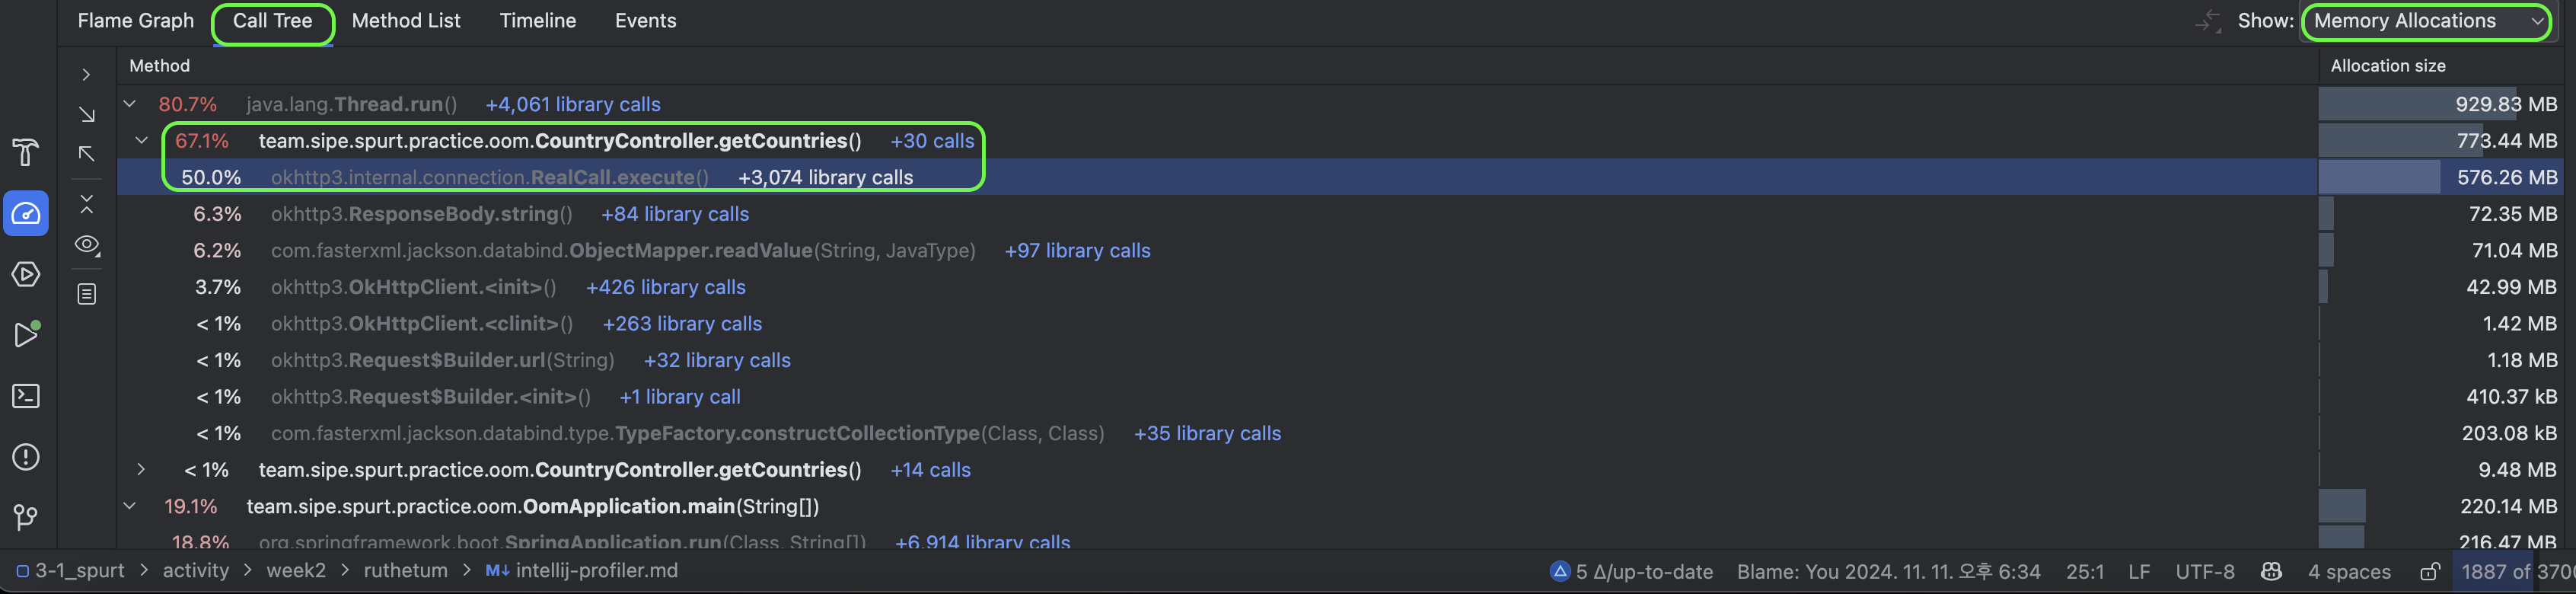 Flame Graph Call Tree Method List Timeline Events Show: Memory Allocations
Method Allocation size
80.7% java.lang.Thread.run() +4,061 library calls 929.83 MB
67.1% team.sipe.spurt.practice.oom.CountryController.getCountries() +30 calls 773.44 MB
50.0% okhttp3.internal.connection.RealCall.execute() +3,074 library calls 576.26 MB
6.3% okhttp3.ResponseBody.string() +84 library calls 72.35 MB
6.2% com.fasterxml.jackson.databind.ObjectMapper.readValue(String, JavaType) +97 library calls 71.04 MB
3.7% okhttp3.OkHttpClient.<init>() +426 library calls 42.99 MB
< 1% okhttp3.OkHttpClient.<clinit>() +263 library calls 1.42 MB
< 1% okhttp3.Request$Builder.url(String) +32 library calls 1.18 MB
< 1% okhttp3.Request$Builder.<init>() +1 library call 410.37 kB
< 1% com.fasterxml.jackson.databind.type.TypeFactory.constructCollectionType(Class, Class) +35 library calls 203.08 kB
< 1% team.sipe.spurt.practice.oom.CountryController.getCountries() +14 calls 9.48 MB
19.1% team.sipe.spurt.practice.oom.OomApplication.main(String[]) 220.14 MB
18.8% org.springframework.boot.SpringApplication.run(Class, String[]) +6,914 library calls 216.47 MB
3-1_spurt > activity > week2 > ruthetum > M↓ intellij-profiler.md 5 Δ/up-to-date Blame: You 2024. 11. 11. 오후 6:34 25:1 LF UTF-8 4 spaces 1887 of 370